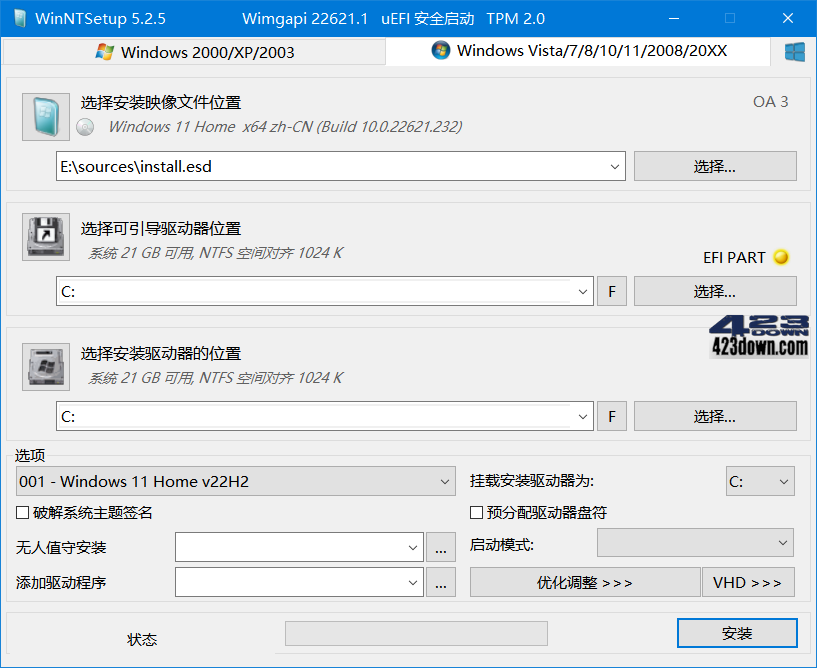 WinNTSetup 5.2.5 Wimgapi 22621.1 uEFI 安全启动 TPM 2.0
Windows 2000/XP/2003 Windows Vista/7/8/10/11/2008/20XX
选择安装映像文件位置 OA 3
Windows 11 Home x64 zh-CN (Build 10.0.22621.232)
E:\sources\install.esd 选择...
选择可引导驱动器位置
系统 21 GB 可用, NTFS 空间对齐 1024 K
EFI PART
C: F 选择...
423 DOWN
423down.com
选择安装驱动器的位置
系统 21 GB 可用, NTFS 空间对齐 1024 K
C: F 选择...
选项
001 - Windows 11 Home v22H2 挂载安装驱动器为: C:
破解系统主题签名 预分配驱动器盘符
无人值守安装 ... 启动模式:
添加驱动程序 ... 优化调整 >>> VHD >>>
状态 安装